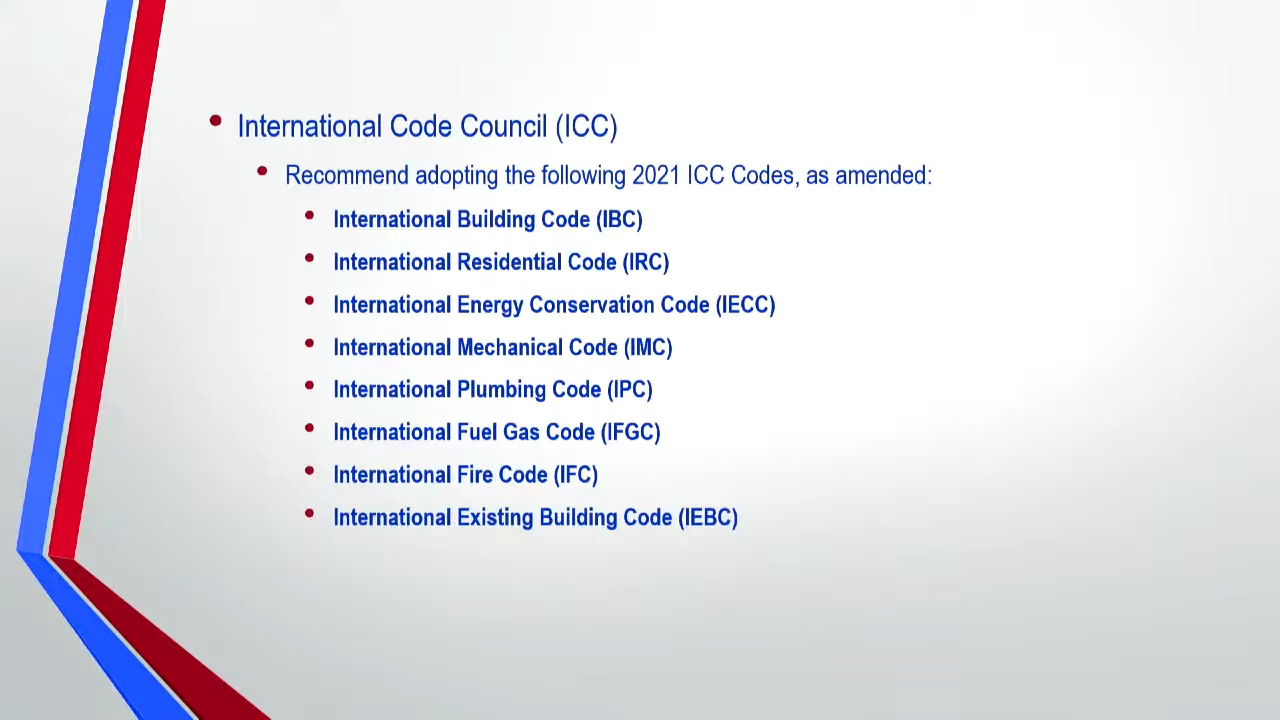 International Code Council (ICC)
Recommend adopting the following 2021 ICC Codes, as amended:
International Building Code (IBC)
International Residential Code (IRC)
International Energy Conservation Code (IECC)
International Mechanical Code (IMC)
International Plumbing Code (IPC)
International Fuel Gas Code (IFGC)
International Fire Code (IFC)
International Existing Building Code (IEBC)